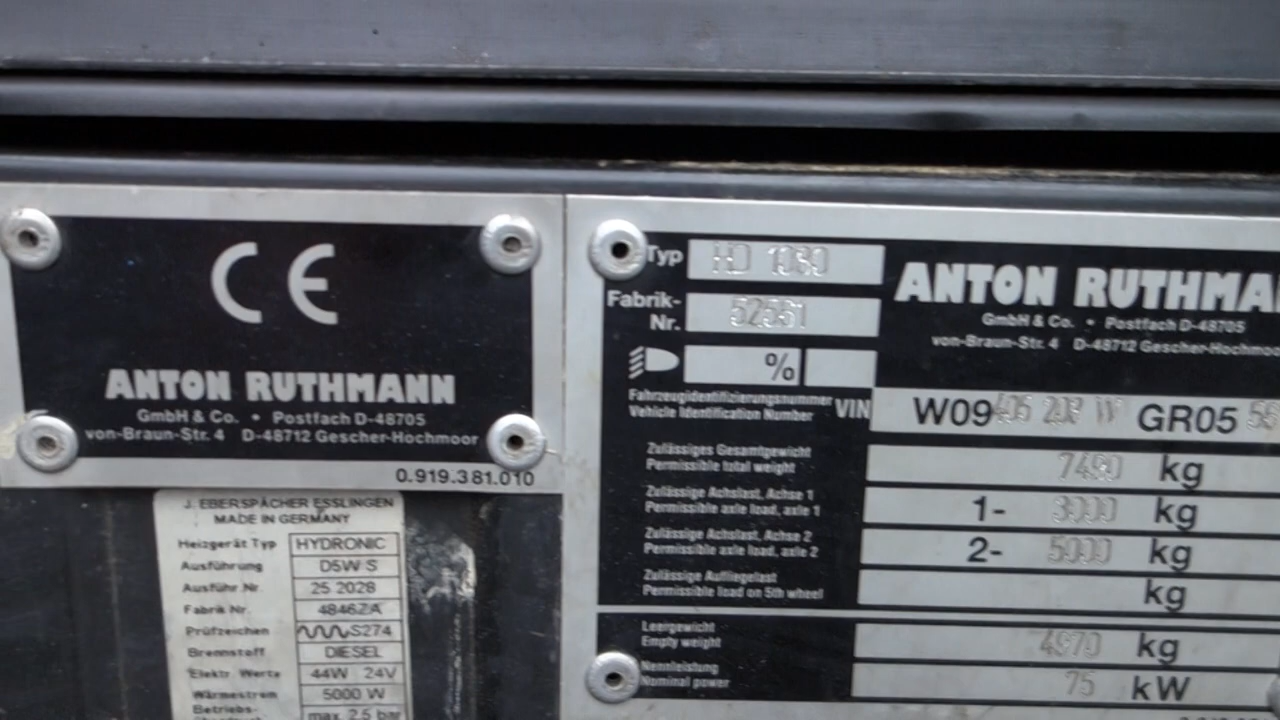 CE
ANTON RUTHMANN
GmbH & Co. • Postfach D-48705
von-Braun-Str. 4 D-48712 Gescher-Hochmoor
0.919.381.010
J. EBERSPÄCHER ESSLINGEN
MADE IN GERMANY
Heizgerät Typ HYDRONIC
Ausführung D5W S
Ausführ. Nr 25 2028
Fabrik Nr. 4846ZA
Prüfzeichen S274
Brennstoff DIESEL
Elektr Werte 44W 24V
Wärmestrom 5000 W
Betriebs-
max. 2,5 bar
Typ HD 1080
Fabrik-
Nr. 52551
%
ANTON RUTHMA
GmbH & Co. • Postfach D-48705
von-Braun-Str. 4 D-48712 Gescher-Hochmoo
Fahrzeugidentifizierungsnummer
Vehicle Identification Number VIN W09 GR05
Zulässiges Gesamtgewicht
Permissible total weight 7490 kg
Zulässige Achslast, Achse 1
Permissible axle load, axle 1 1- 3000 kg
Zulässige Achslast, Achse 2
Permissible axle load, axle 2 2- 5000 kg
Zulässige Aufliegelast
Permissible load on 5th wheel kg
Leergewicht
Empty weight 4970 kg
Nennleistung
Nominal power 75 kW